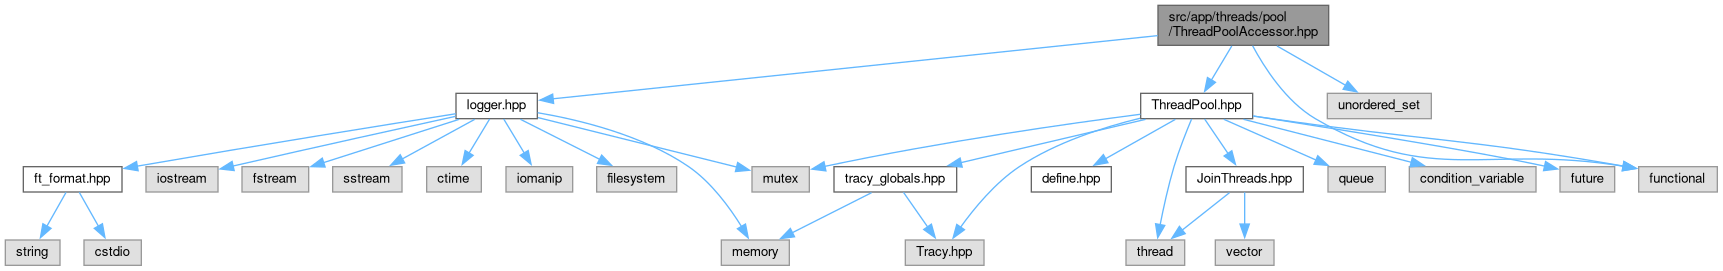 src/app/threads/pool
/ThreadPoolAccessor.hpp
logger.hpp
ThreadPool.hpp
unordered_set
ft_format.hpp
iostream
fstream
sstream
ctime
iomanip
filesystem
mutex
tracy_globals.hpp
define.hpp
JoinThreads.hpp
queue
condition_variable
future
functional
string
cstdio
memory
Tracy.hpp
thread
vector